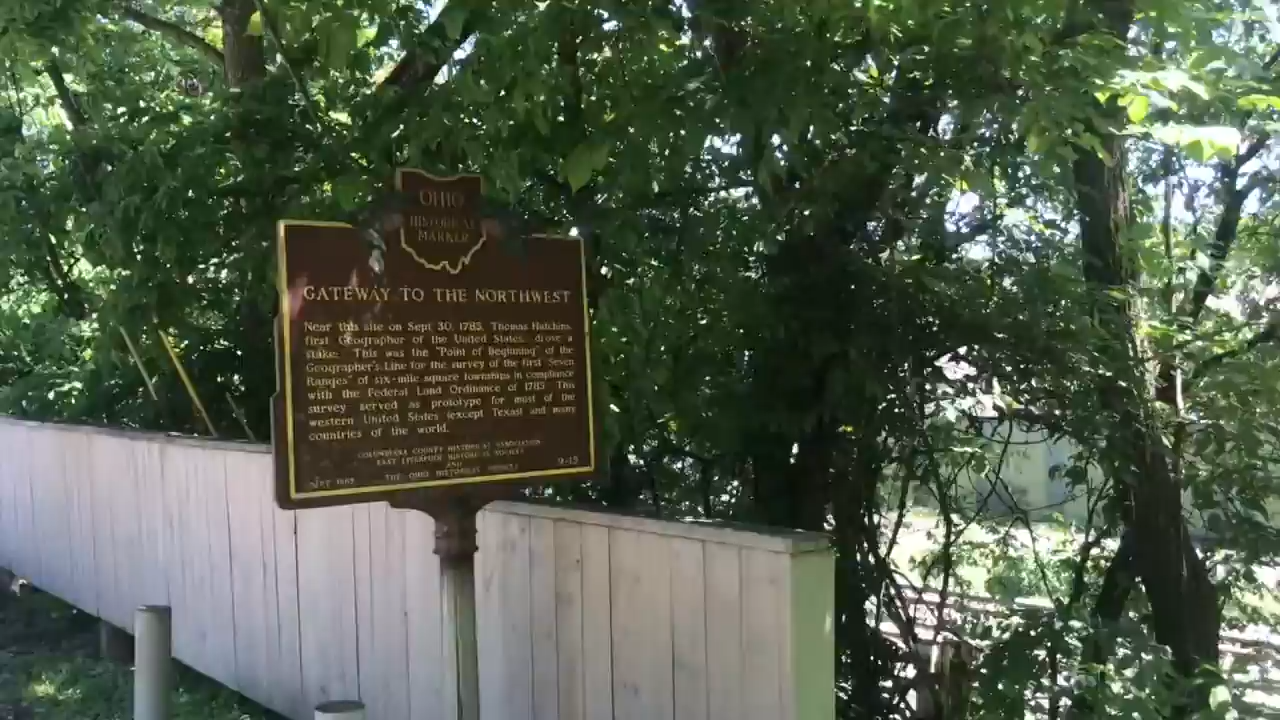 OHIO
HISTORICAL
MARKER
GATEWAY TO THE NORTHWEST
Near this site on Sept 30, 1785, Thomas Hutchins,
first Geographer of the United States, drove a
stake. This was the "Point of Beginning" of the
Geographer's Line for the survey of the first "Seven
Ranges" of six-mile square townships in compliance
with the Federal Land Ordinance of 1785. This
survey served as prototype for most of the
western United States (except Texas) and many
countries of the world.
COLUMBIANA COUNTY HISTORICAL ASSOCIATION
EAST LIVERPOOL HISTORICAL SOCIETY
AND
THE OHIO HISTORICAL SOCIETY
9-15